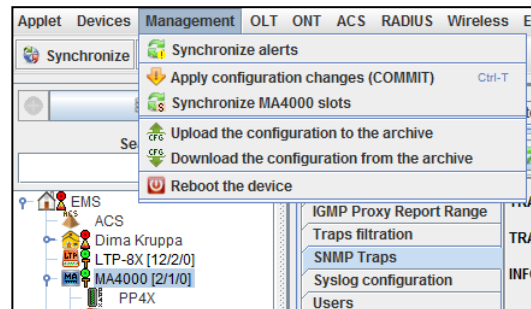 Applet Devices Management OLT ONT ACS RADIUS Wireless
Synchronize
Synchronize alerts
Apply configuration changes (COMMIT) Ctrl-T
Synchronize MA4000 slots
Upload the configuration to the archive
Download the configuration from the archive
Reboot the device
EMS
ACS
Dima Kruppa
LTP-8X [12/2/0]
MA4000 [2/1/0]
PP4X
IGMP Proxy Report Range
Traps filtration
SNMP Traps
Syslog configuration
Users